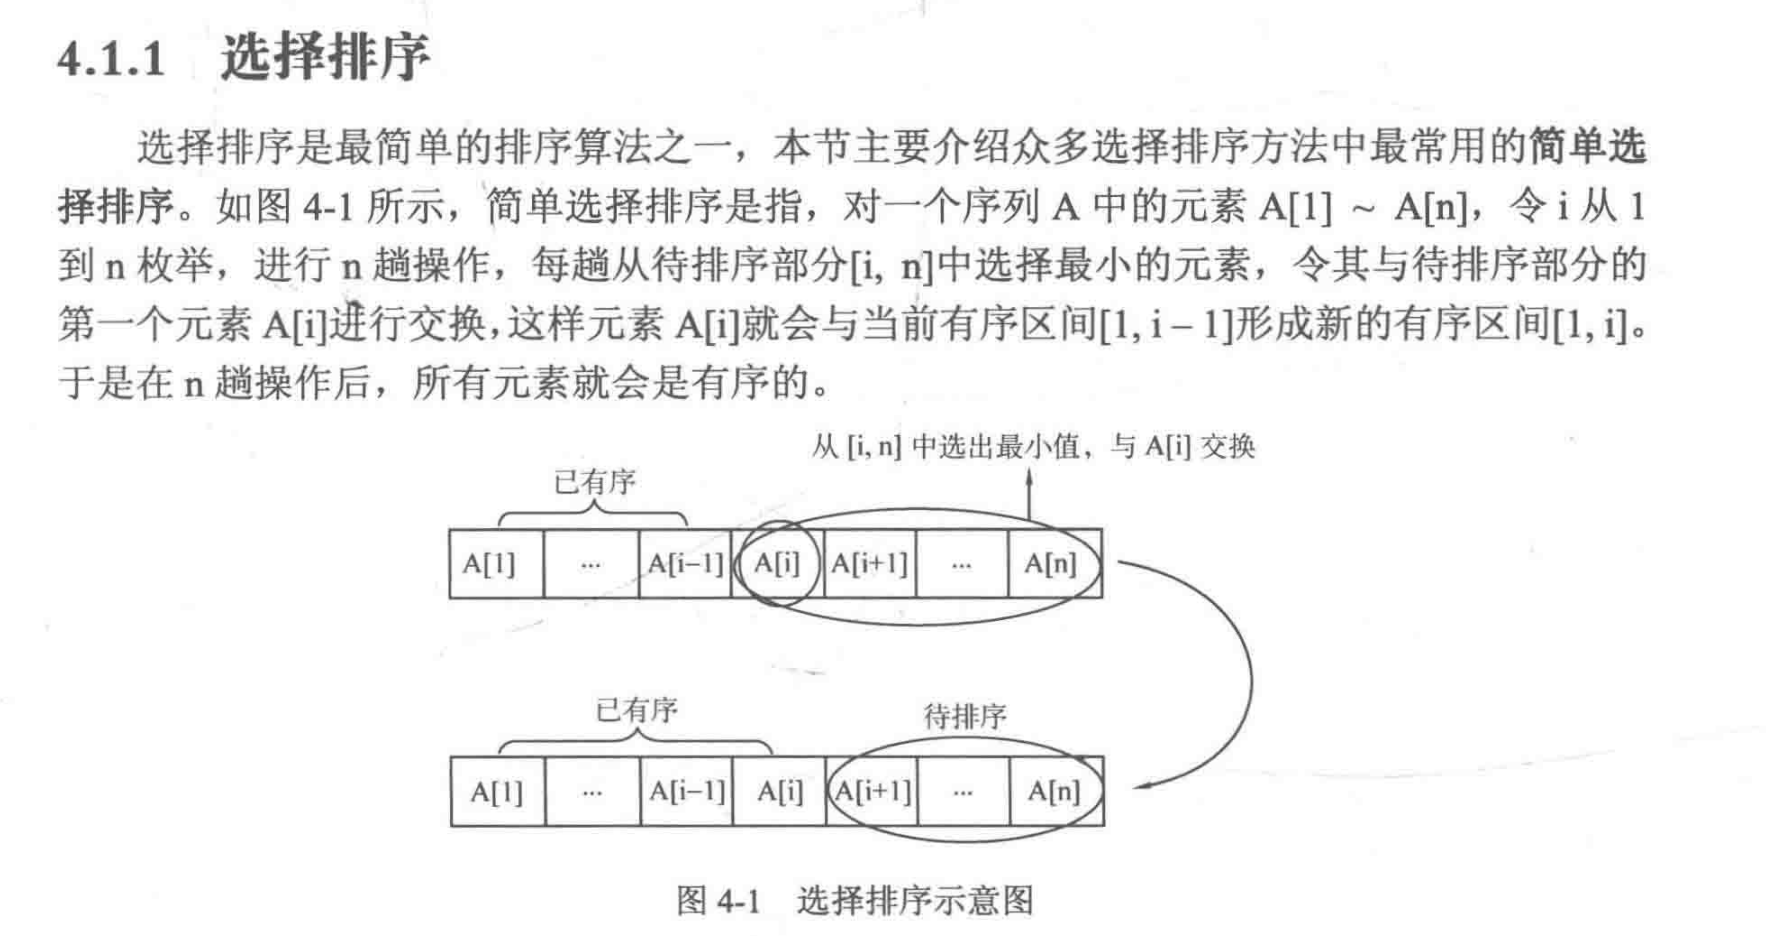 4.1.1 选择排序
选择排序是最简单的排序算法之一，本节主要介绍众多选择排序方法中最常用的简单选
择排序。如图 4-1 所示，简单选择排序是指，对一个序列 A 中的元素 A[1] ~ A[n]，令 i 从 1
到 n 枚举，进行 n 趟操作，每趟从待排序部分[i, n]中选择最小的元素，令其与待排序部分的
第一个元素 A[i]进行交换，这样元素 A[i]就会与当前有序区间[1, i – 1]形成新的有序区间[1, i]。
于是在 n 趟操作后，所有元素就会是有序的。
从 [i, n] 中选出最小值，与 A[i] 交换
已有序
A[1] ... A[i–1] A[i] A[i+1] ... A[n]
已有序 待排序
A[1] ... A[i–1] A[i] A[i+1] ... A[n]
图 4-1 选择排序示意图